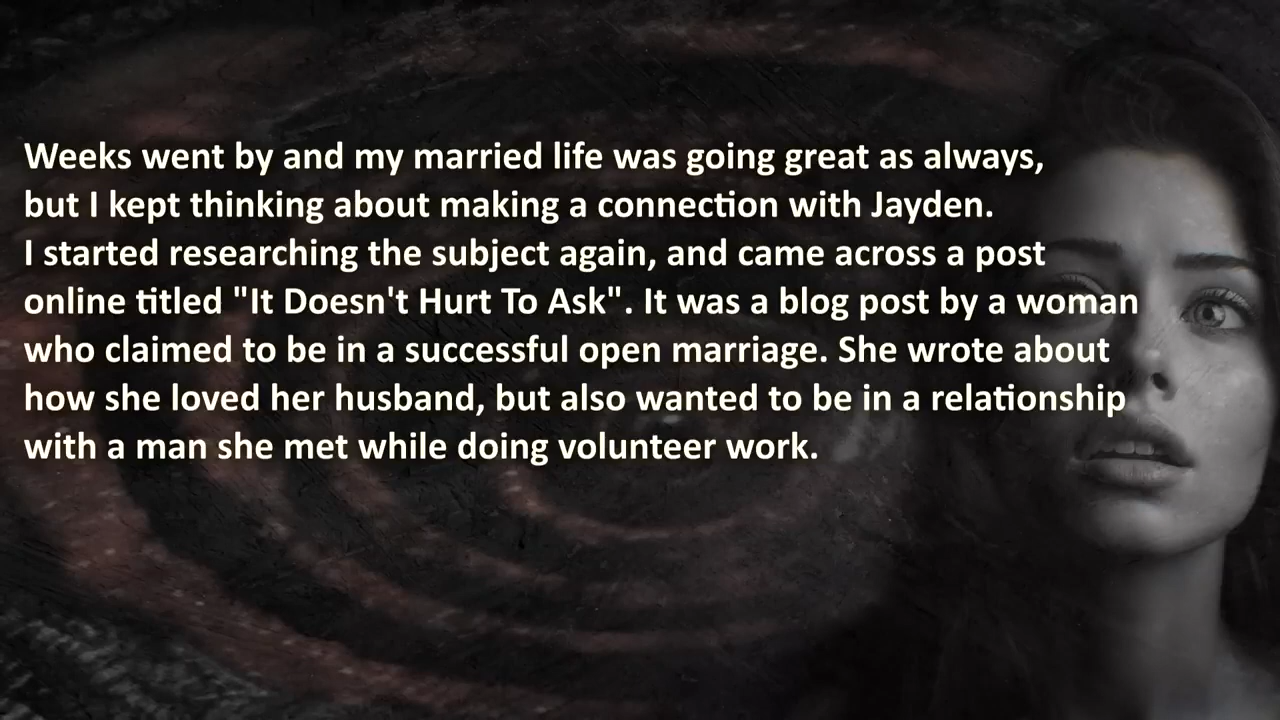 Weeks went by and my married life was going great as always,
but I kept thinking about making a connection with Jayden.
I started researching the subject again, and came across a post
online titled "It Doesn't Hurt To Ask". It was a blog post by a woman
who claimed to be in a successful open marriage. She wrote about
how she loved her husband, but also wanted to be in a relationship
with a man she met while doing volunteer work.